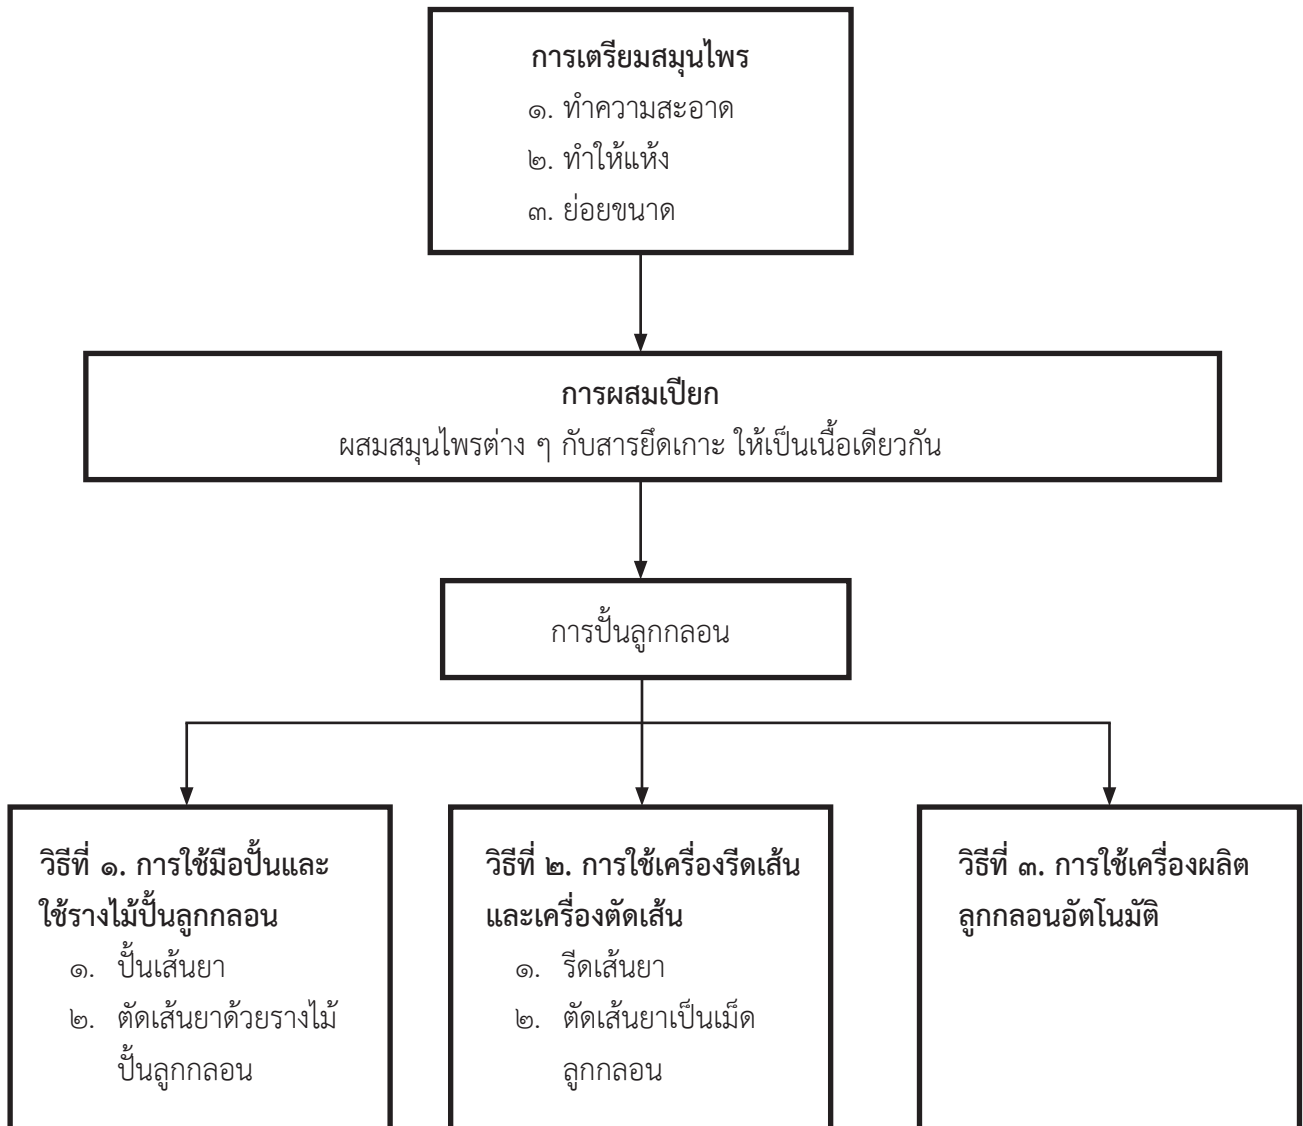 การเตรียมสมุนไพร
๑. ทำความสะอาด
๒. ทำให้แห้ง
๓. ย่อยขนาด
การผสมเปียก
ผสมสมุนไพรต่าง ๆ กับสารยึดเกาะ ให้เป็นเนื้อเดียวกัน
การปั้นลูกกลอน
วิธีที่ ๑. การใช้มือปั้นและ
ใช้รางไม้ปั้นลูกกลอน
๑. ปั้นเส้นยา
๒. ตัดเส้นยาด้วยรางไม้
ปั้นลูกกลอน
วิธีที่ ๒. การใช้เครื่องรีดเส้น
และเครื่องตัดเส้น
๑. รีดเส้นยา
๒. ตัดเส้นยาเป็นเม็ด
ลูกกลอน
วิธีที่ ๓. การใช้เครื่องผลิต
ลูกกลอนอัตโนมัติ